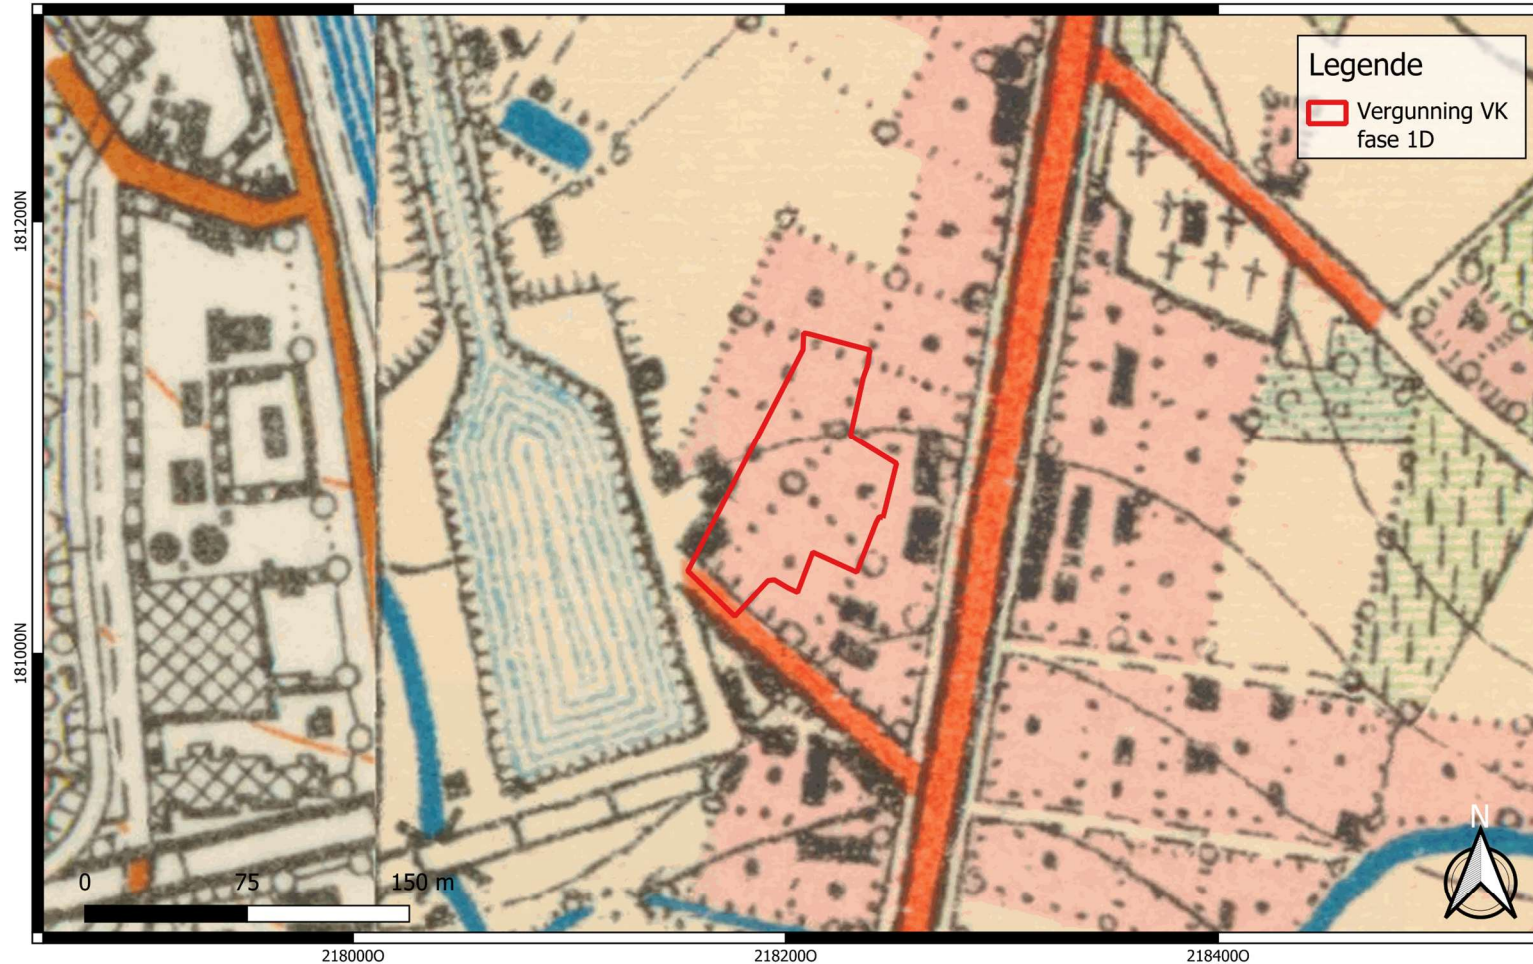 Legende
Vergunning VK
fase 1D
181200N
181000N
N
0 75 150 m
218000O 218200O 218400O